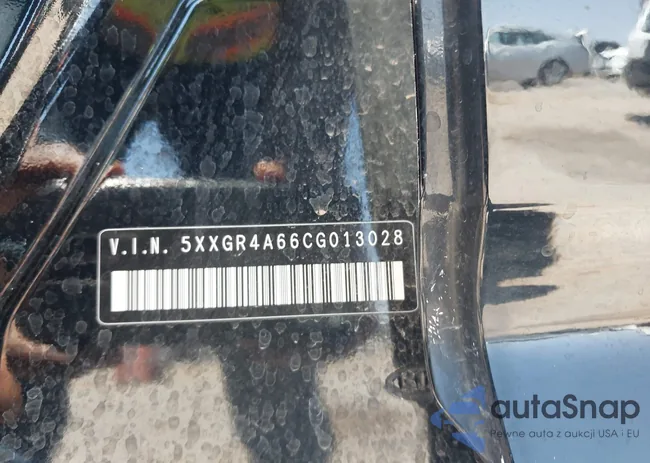 V.I.N. 5XXGR4A66CG013028
autaSnap
Pewne auta z aukcji USA i EU